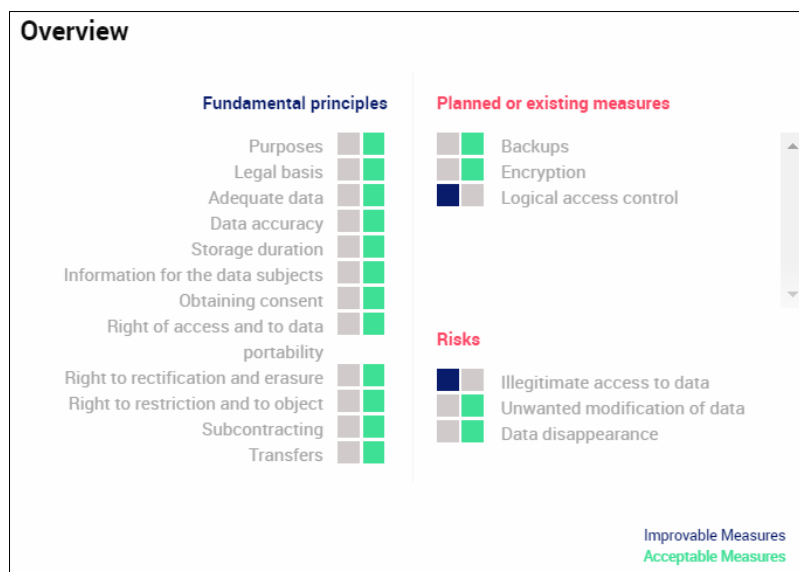 Overview
Fundamental principles
Purposes
Legal basis
Adequate data
Data accuracy
Storage duration
Information for the data subjects
Obtaining consent
Right of access and to data
portability
Right to rectification and erasure
Right to restriction and to object
Subcontracting
Transfers
Planned or existing measures
Backups
Encryption
Logical access control
Risks
Illegitimate access to data
Unwanted modification of data
Data disappearance
Improvable Measures
Acceptable Measures